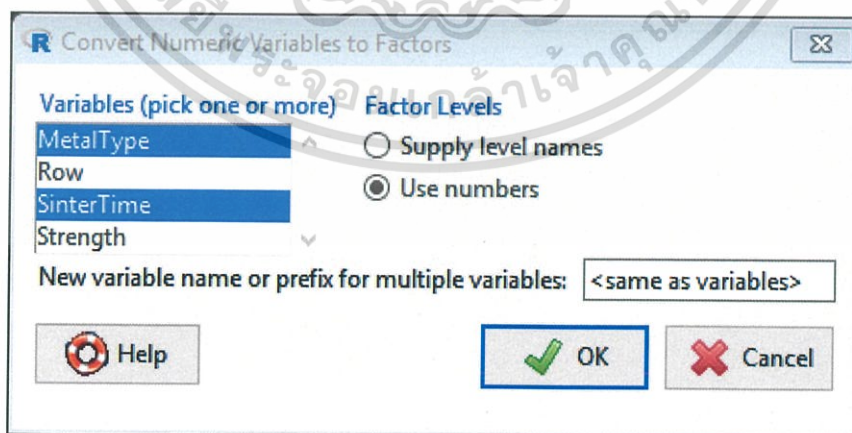 R Convert Numeric Variables to Factors
Variables (pick one or more)
MetalType
Row
SinterTime
Strength
Factor Levels
Supply level names
Use numbers
New variable name or prefix for multiple variables: <same as variables>
Help
OK
Cancel